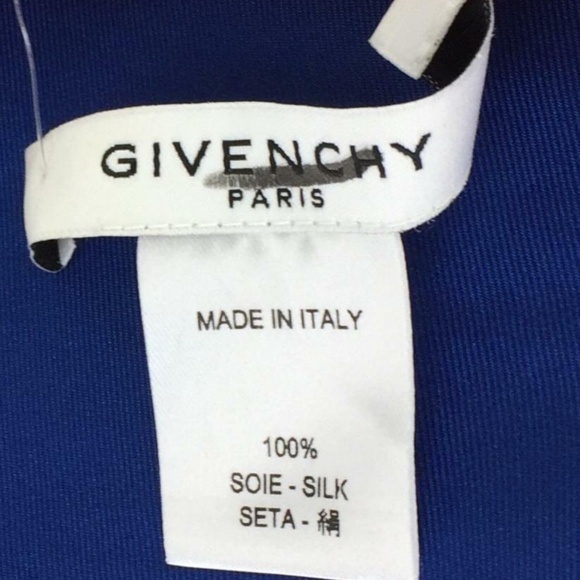 GIVENCHY
PARIS
MADE IN ITALY
100%
SOIE - SILK
SETA - 絹